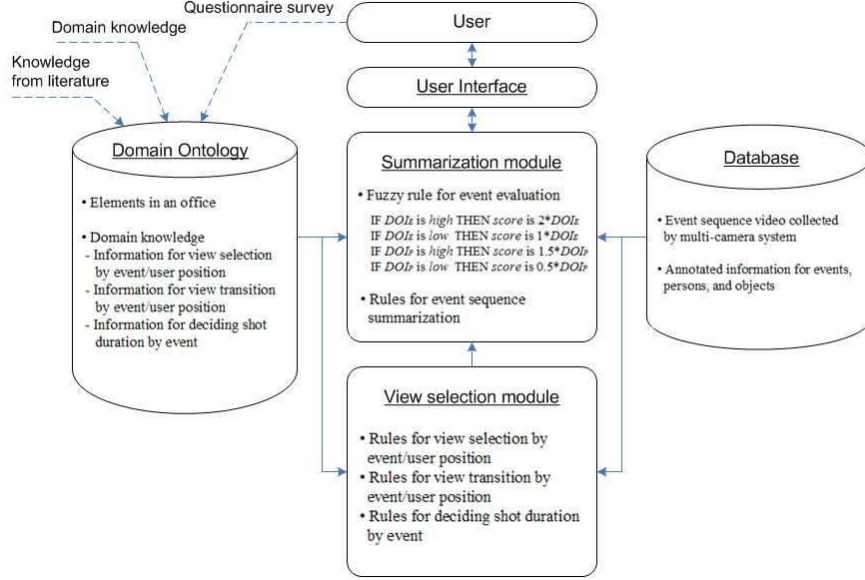 Questionnaire survey
Domain knowledge
Knowledge
from literature
User
User Interface
Domain Ontology
• Elements in an office
• Domain knowledge
- Information for view selection
by event/user position
- Information for view transition
by event/user position
- Information for deciding shot
duration by event
Summarization module
• Fuzzy rule for event evaluation
IF DOIE is high THEN score is 2*DOIE
IF DOIE is low THEN score is 1*DOIE
IF DOIP is high THEN score is 1.5*DOIP
IF DOIP is low THEN score is 0.5*DOIP
• Rules for event sequence
summarization
Database
• Event sequence video collected
by multi-camera system
• Annotated information for events,
persons, and objects
View selection module
• Rules for view selection by
event/user position
• Rules for view transition by
event/user position
• Rules for deciding shot duration
by event